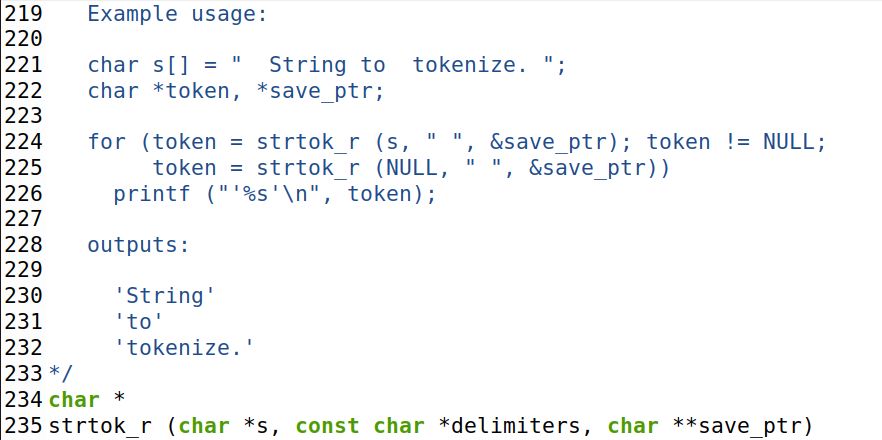 219   Example usage:
220
221   char s[] = "  String to  tokenize. ";
222   char *token, *save_ptr;
223
224   for (token = strtok_r (s, " ", &save_ptr); token != NULL;
225        token = strtok_r (NULL, " ", &save_ptr))
226     printf ("'%s'\n", token);
227
228   outputs:
229
230     'String'
231     'to'
232     'tokenize.'
233 */
234 char *
235 strtok_r (char *s, const char *delimiters, char **save_ptr)